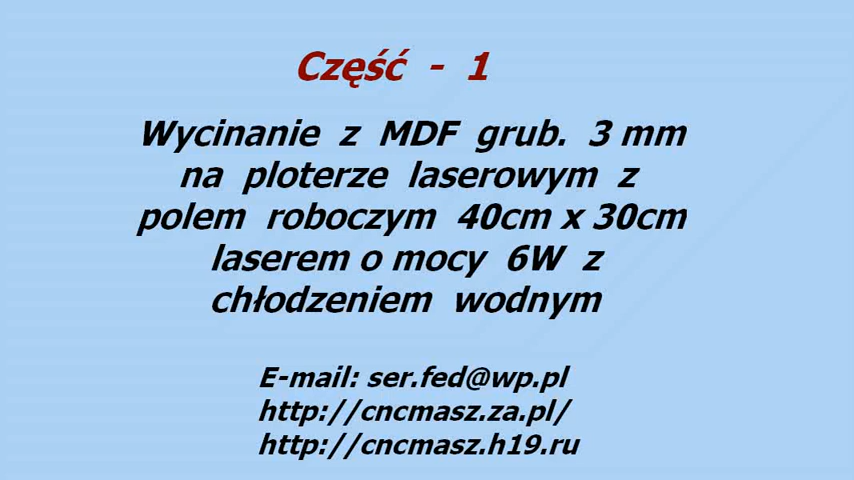 Część - 1
Wycinanie z MDF grub. 3 mm
na ploterze laserowym z
polem roboczym 40cm x 30cm
laserem o mocy 6W z
chłodzeniem wodnym
E-mail: ser.fed@wp.pl
http://cncmasz.za.pl/
http://cncmasz.h19.ru